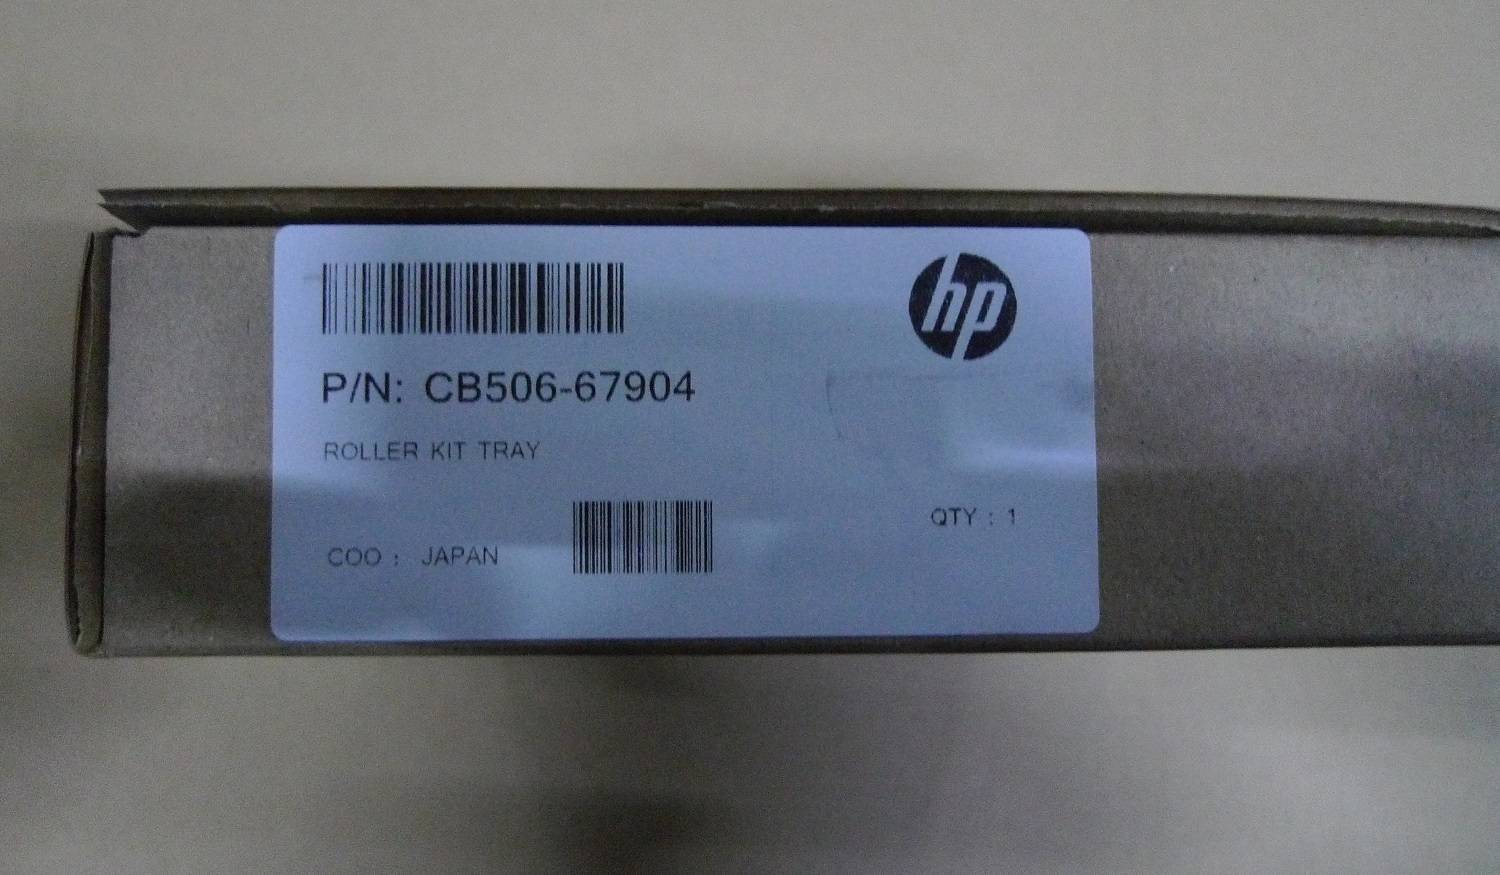 hp
P/N: CB506-67904
ROLLER KIT TRAY
QTY : 1
COO : JAPAN